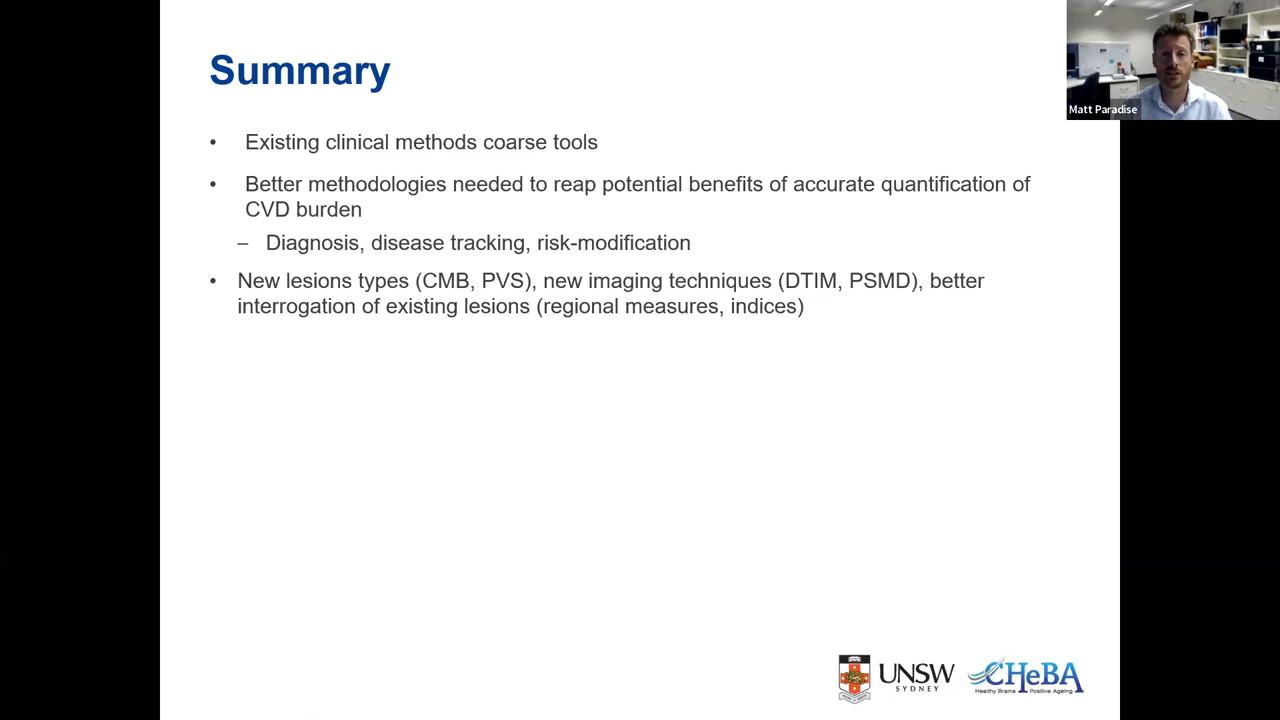 Summary
Matt Paradise
• Existing clinical methods coarse tools
• Better methodologies needed to reap potential benefits of accurate quantification of
CVD burden
– Diagnosis, disease tracking, risk-modification
• New lesions types (CMB, PVS), new imaging techniques (DTIM, PSMD), better
interrogation of existing lesions (regional measures, indices)
UNSW
SYDNEY
CHeBA
Healthy Brains Positive Ageing